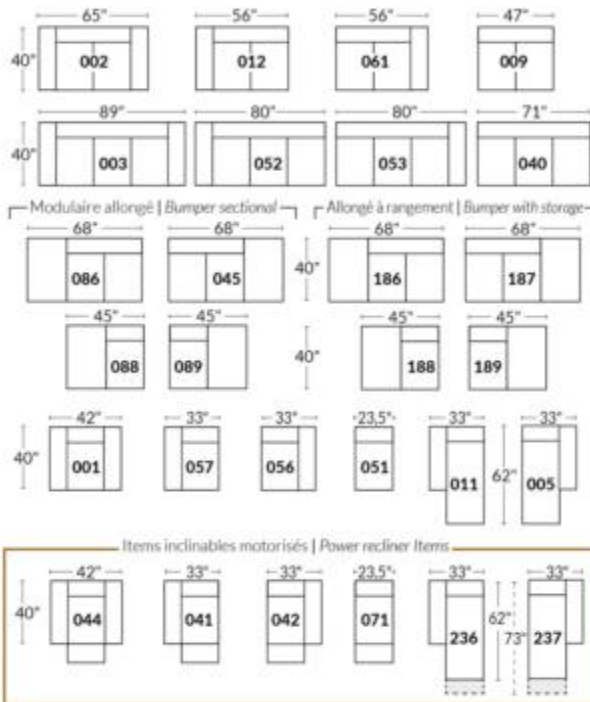 65" 56" 56" 47"
40" 002 012 061 009
89" 80" 80" 71"
40" 003 052 053 040
Modulaire allongé | Bumper sectional Allongé à rangement | Bumper with storage
68" 68" 68" 68"
086 045 40" 186 187
45" 45" 45" 45"
088 089 40" 188 189
42" 33" 33" 23,5" 33" 33"
40" 001 057 056 051 011 62" 005
Items inclinables motorisés | Power recliner Items
42" 33" 33" 23,5" 33" 33"
40" 044 041 042 071 236 62" 73" 237